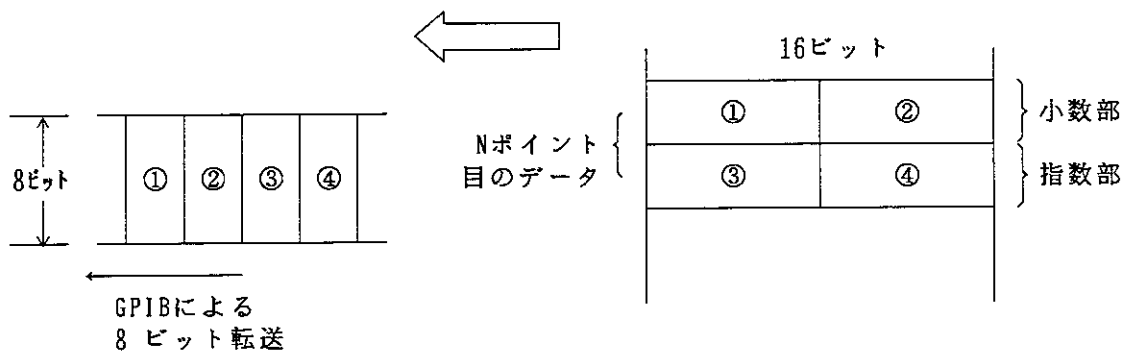 8ビット
①
②
③
④
GPIBによる
8 ビット転送
16ビット
Nポイント
目のデータ
①
②
小数部
③
④
指数部